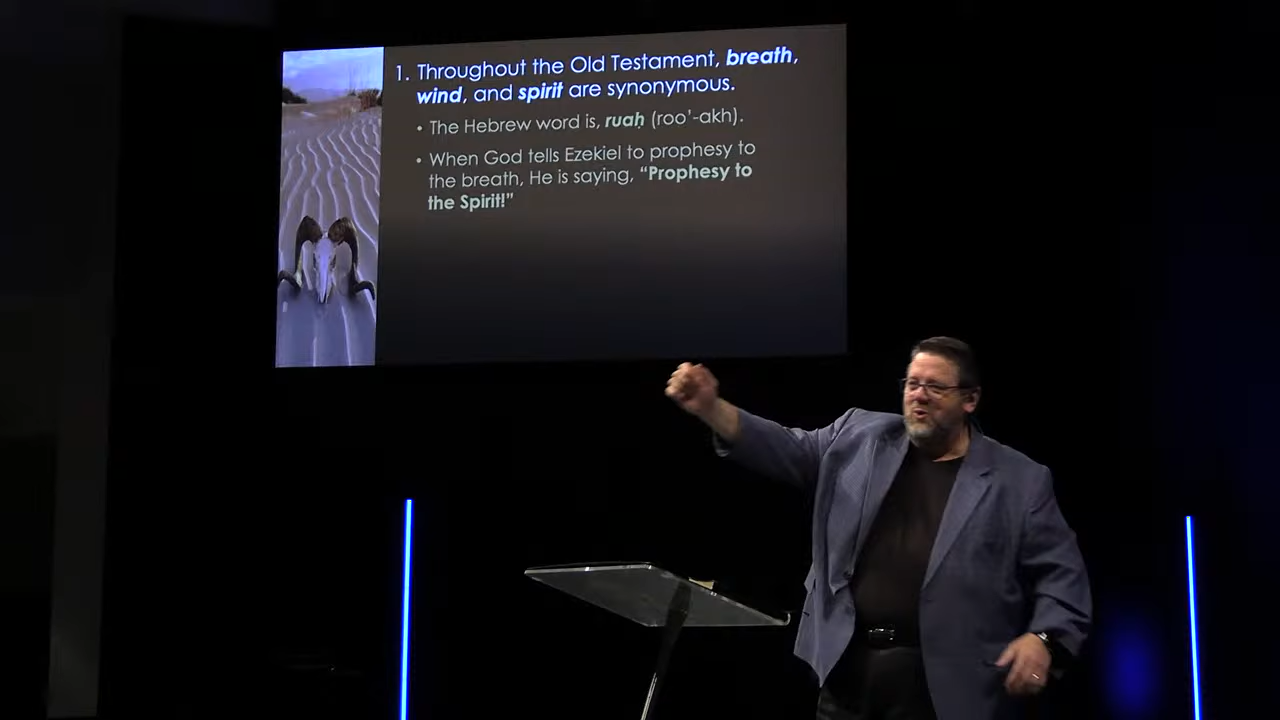 1. Throughout the Old Testament, breath,
wind, and spirit are synonymous.
• The Hebrew word is, ruaḥ (roo’-akh).
• When God tells Ezekiel to prophesy to
the breath, He is saying, “Prophesy to
the Spirit!”